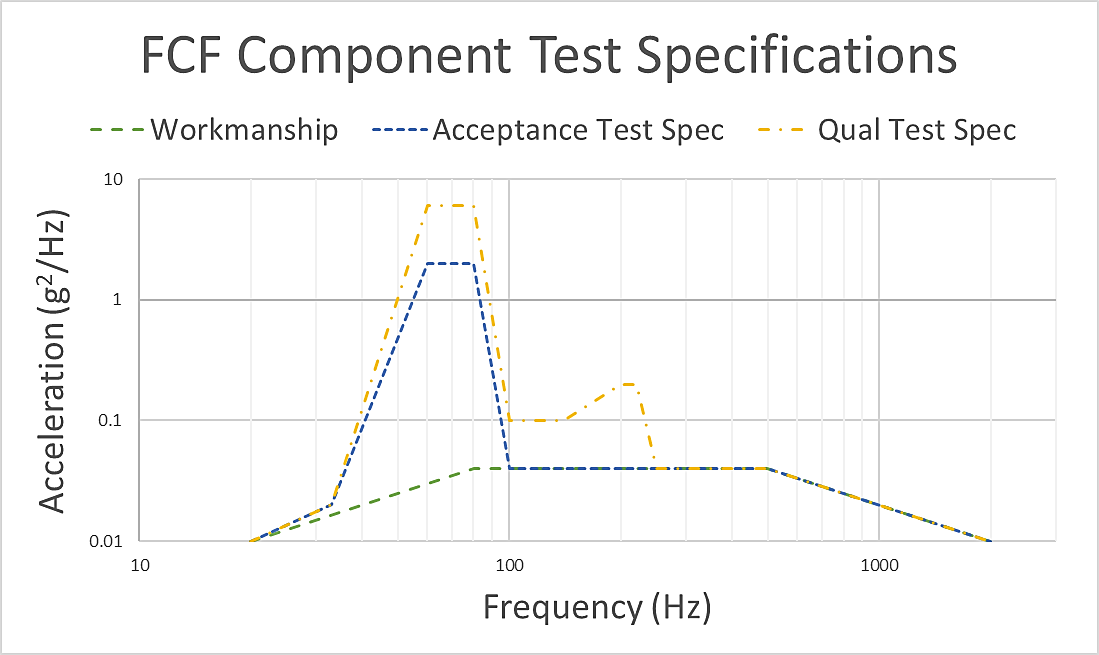 FCF Component Test Specifications
Workmanship Acceptance Test Spec Qual Test Spec
10
1
0.1
0.01
Acceleration (g²/Hz)
10 100 1000
Frequency (Hz)